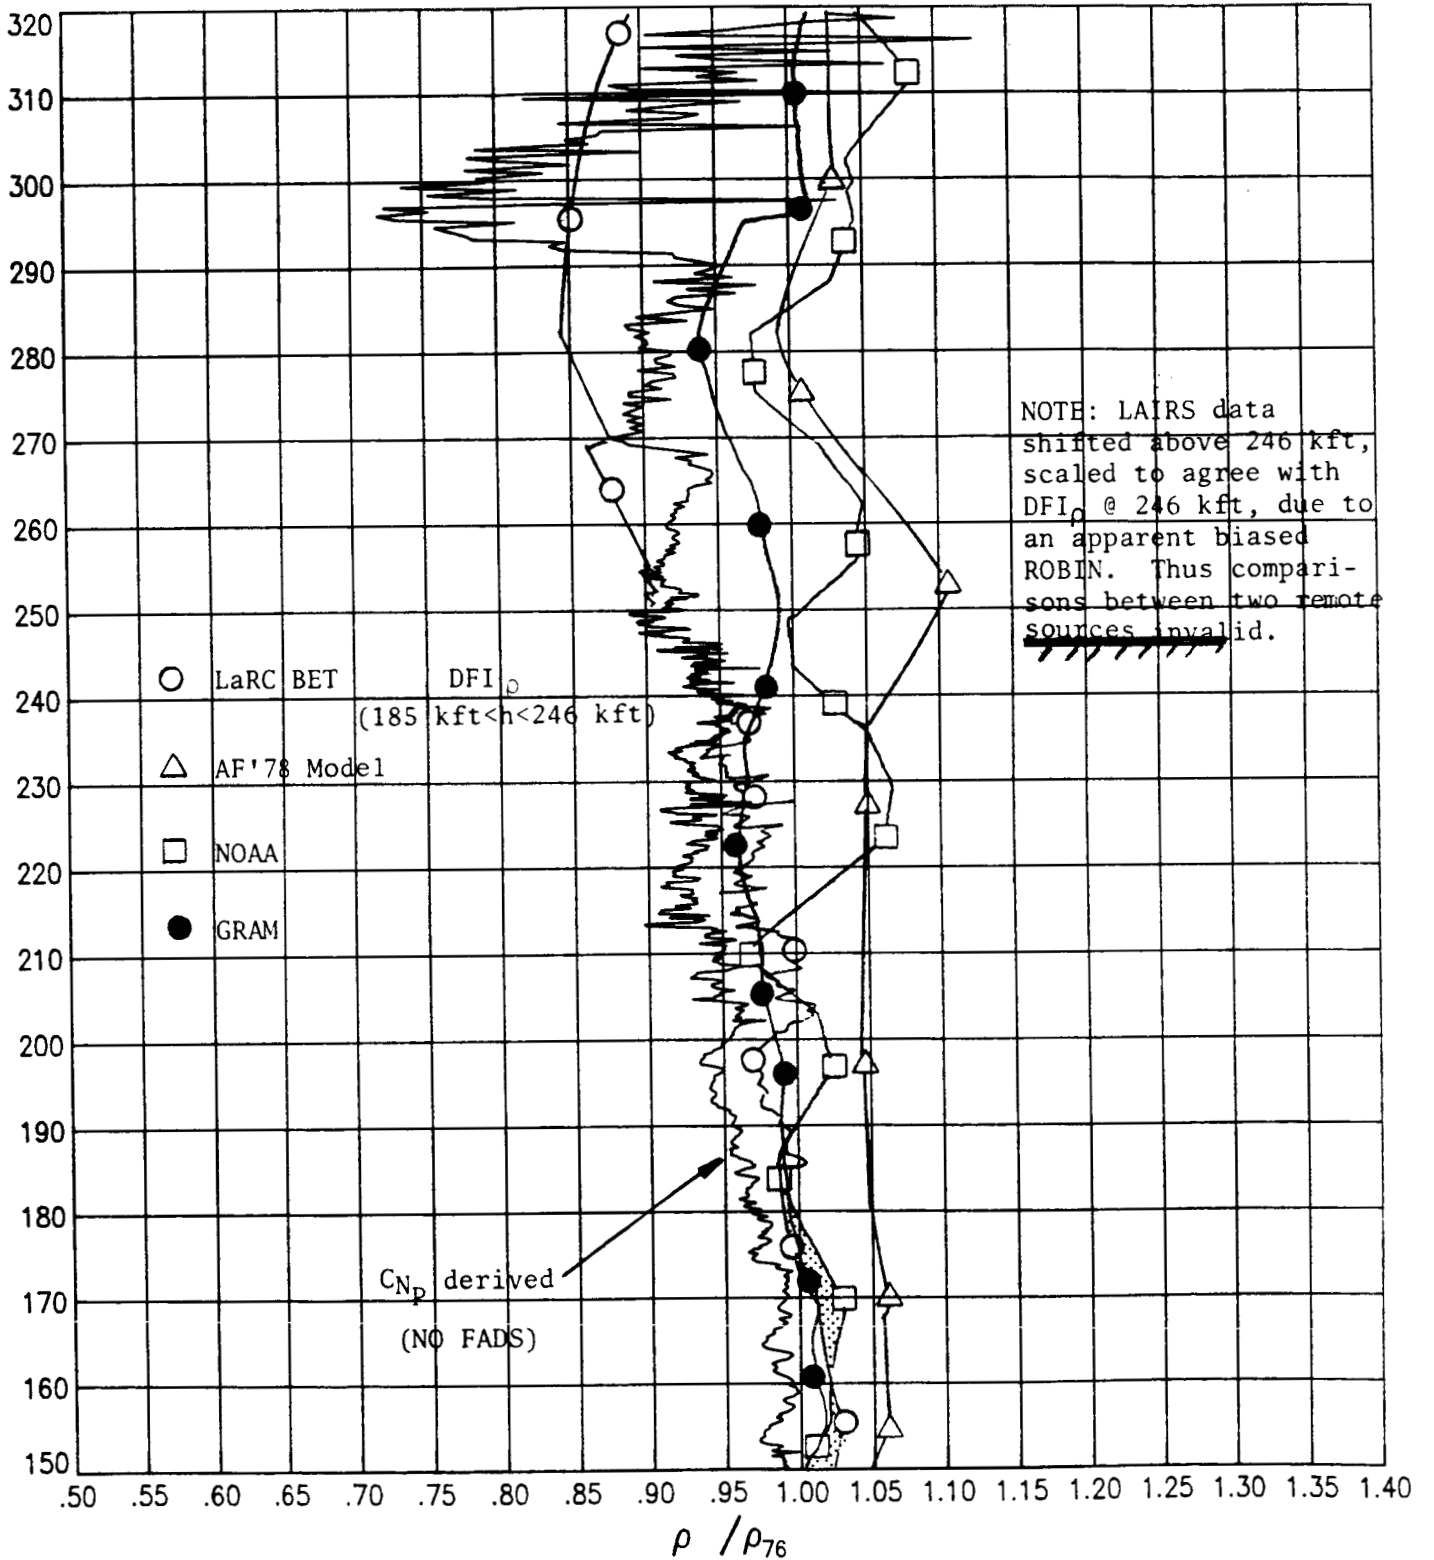 320
310
300
290
280
270
260
250
240
230
220
210
200
190
180
170
160
150
NOTE: LAIRS data
shifted above 246 kft,
scaled to agree with
DFIρ @ 246 kft, due to
an apparent biased
ROBIN. Thus compari-
sons between two remote
sources invalid.
LaRC BET
DFI ρ
(185 kft<h<246 kft)
AF'78 Model
NOAA
GRAM
CNP derived
(NO FADS)
.50 .55 .60 .65 .70 .75 .80 .85 .90 .95 1.00 1.05 1.10 1.15 1.20 1.25 1.30 1.35 1.40
ρ /ρ76